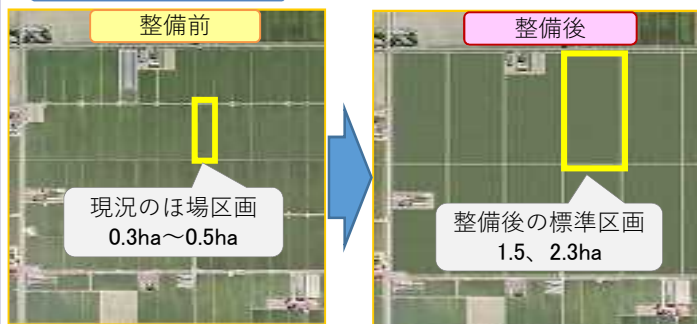 整備前
整備後
現況のほ場区画
0.3ha～0.5ha
整備後の標準区画
1.5、2.3ha